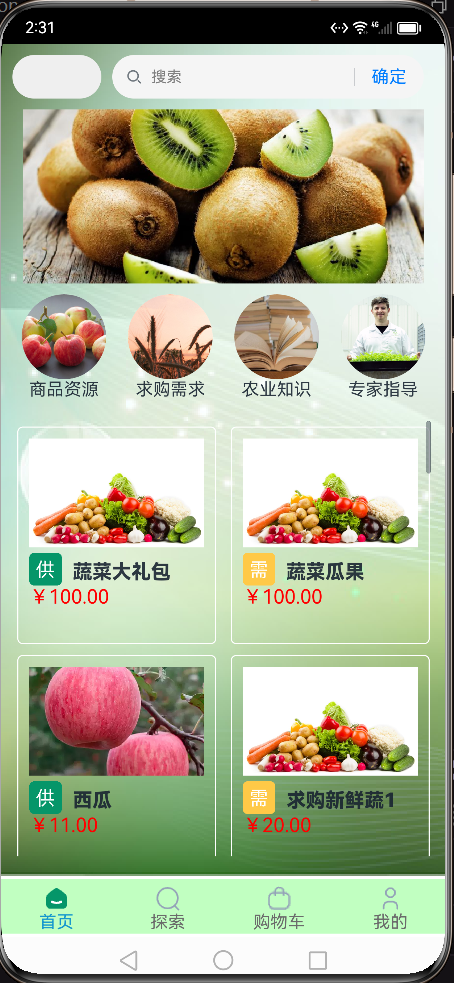 2:31
4G
搜索 确定
商品资源 求购需求 农业知识 专家指导
供 蔬菜大礼包
￥100.00
需 蔬菜瓜果
￥100.00
供 西瓜
￥11.00
需 求购新鲜蔬1
￥20.00
首页 探索 购物车 我的